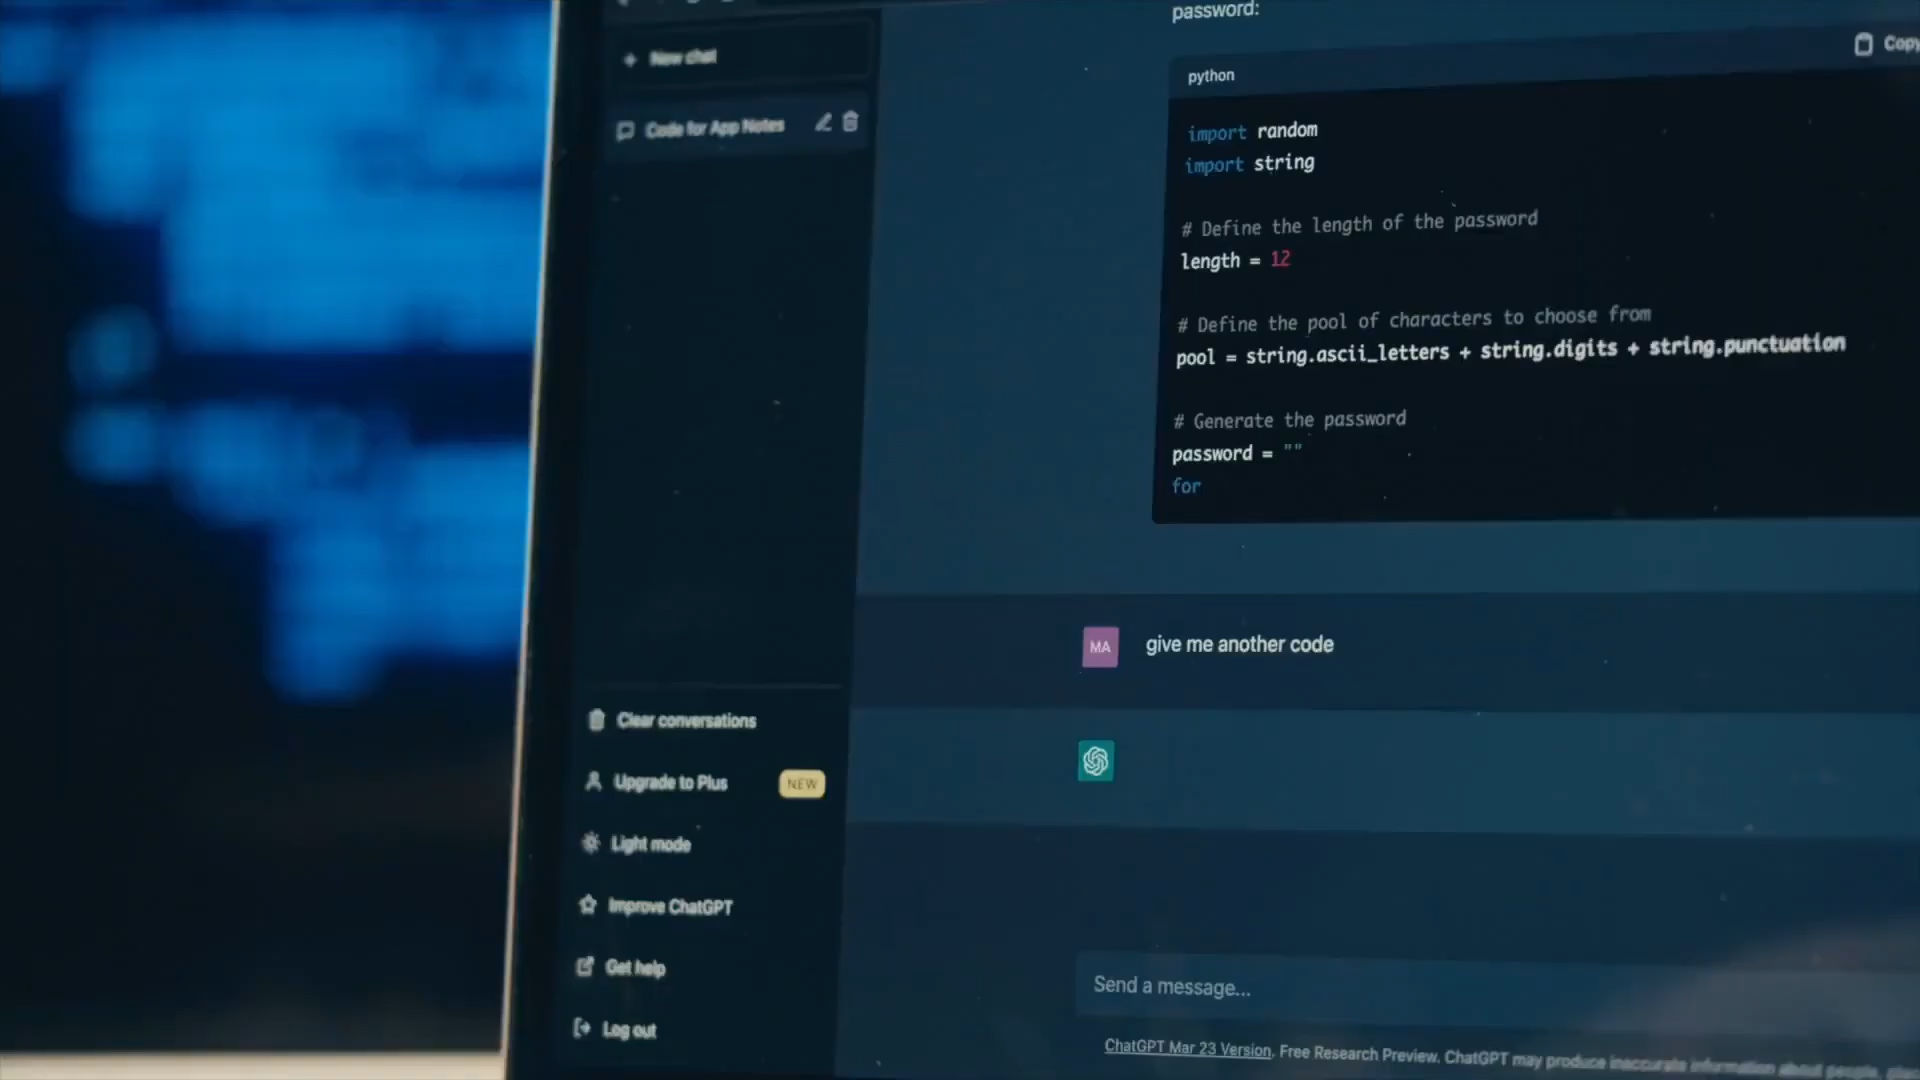 New chat
Code for App Notes
Clear conversations
Upgrade to Plus NEW
Light mode
Improve ChatGPT
Get help
Log out
password:
python Copy
import random
import string
# Define the length of the password
length = 12
# Define the pool of characters to choose from
pool = string.ascii_letters + string.digits + string.punctuation
# Generate the password
password = ""
for
MA give me another code
Send a message...
ChatGPT Mar 23 Version. Free Research Preview. ChatGPT may produce inaccurate information about people,